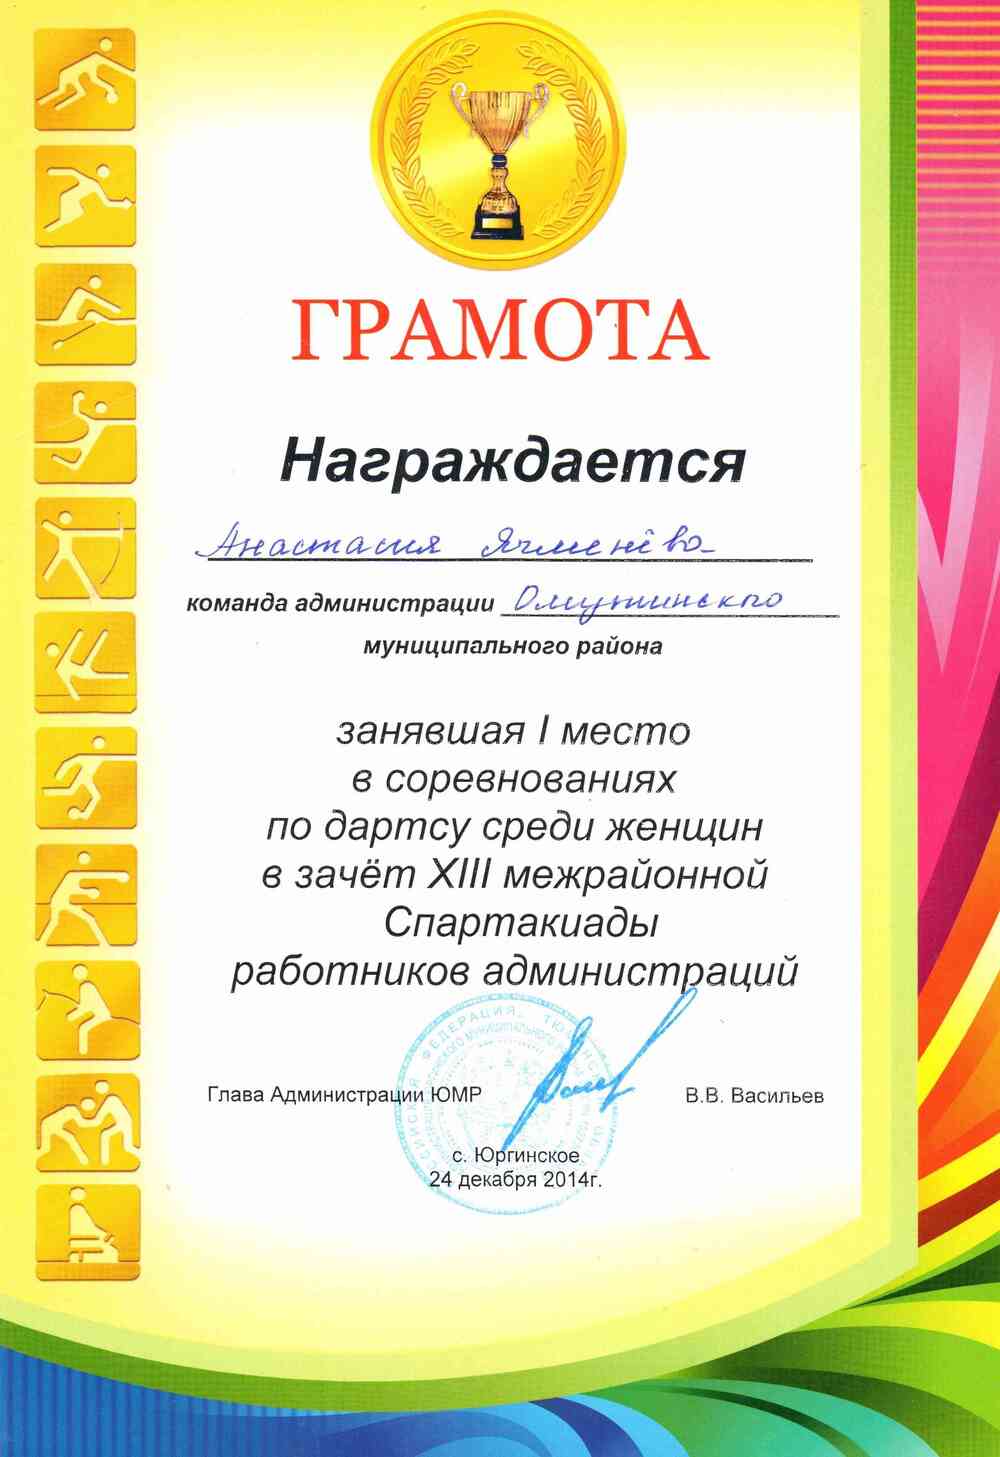 ГРАМОТА
Награждается
Анастасия Ячменёва
команда администрации Омутинского
муниципального района
занявшая I место
в соревнованиях
по дартсу среди женщин
в зачёт XIII межрайонной
Спартакиады
работников администраций
Глава Администрации ЮМР В.В. Васильев
с. Юргинское
24 декабря 2014г.